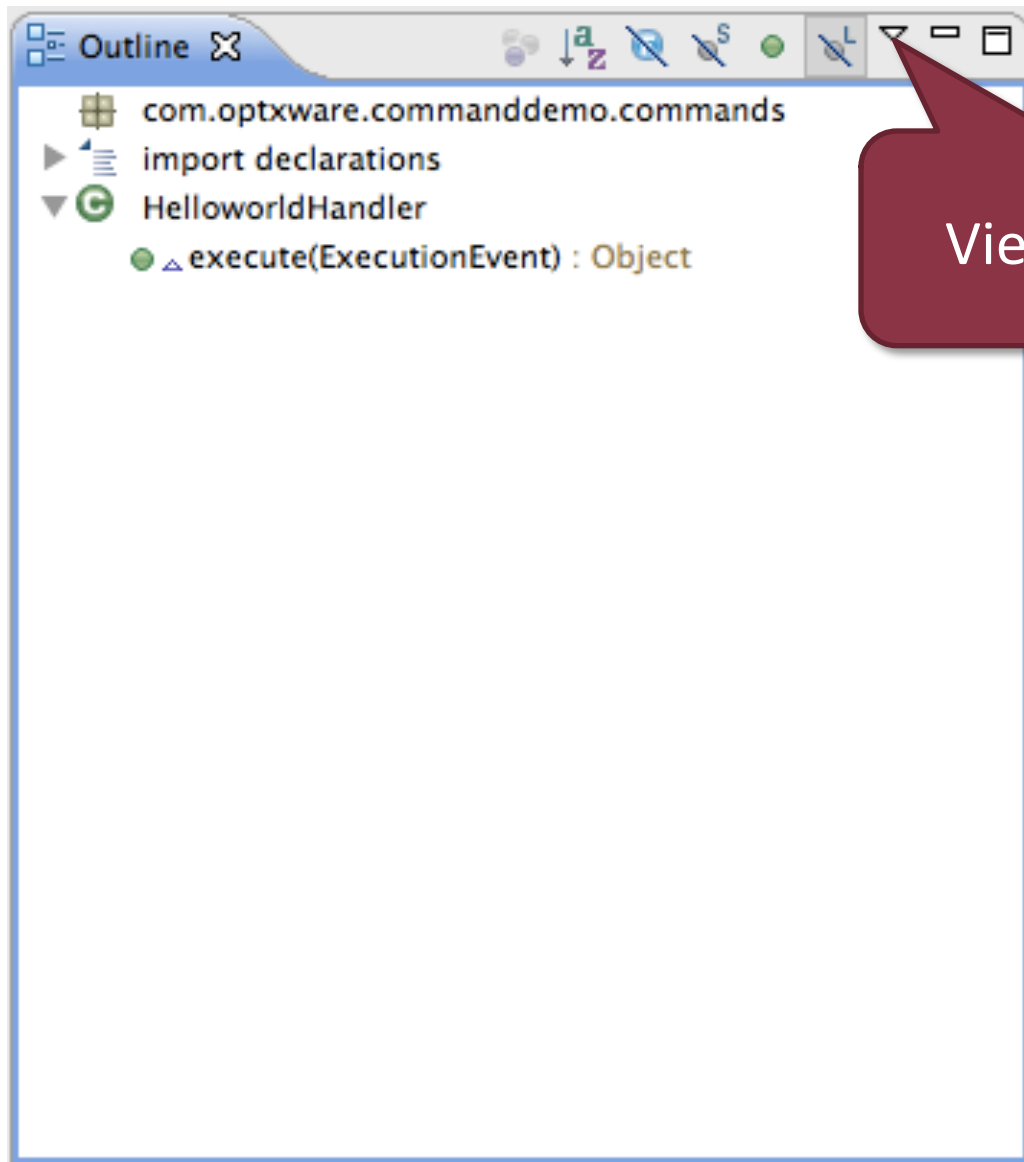 Outline
com.optxware.commanddemo.commands
import declarations
HelloworldHandler
execute(ExecutionEvent) : Object
Vie